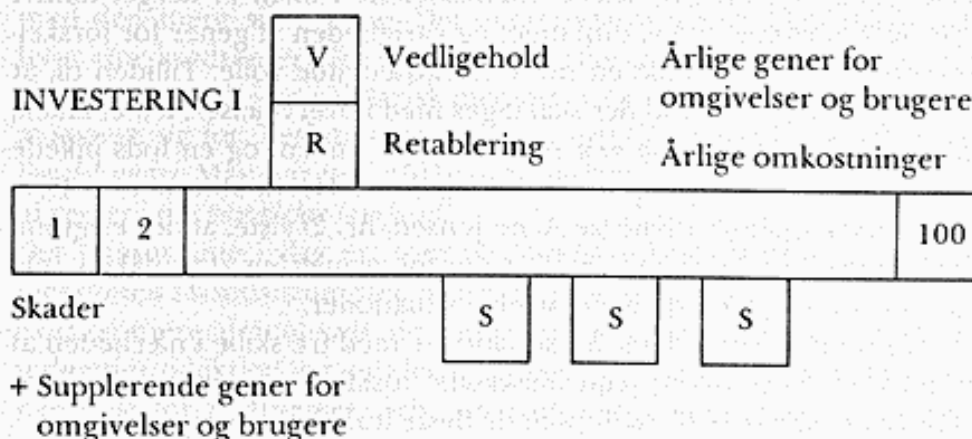 V Vedligehold Årlige gener for
INVESTERING I omgivelser og brugere
R Retablering Årlige omkostninger
1 2 100
Skader S S S
+ Supplerende gener for
omgivelser og brugere